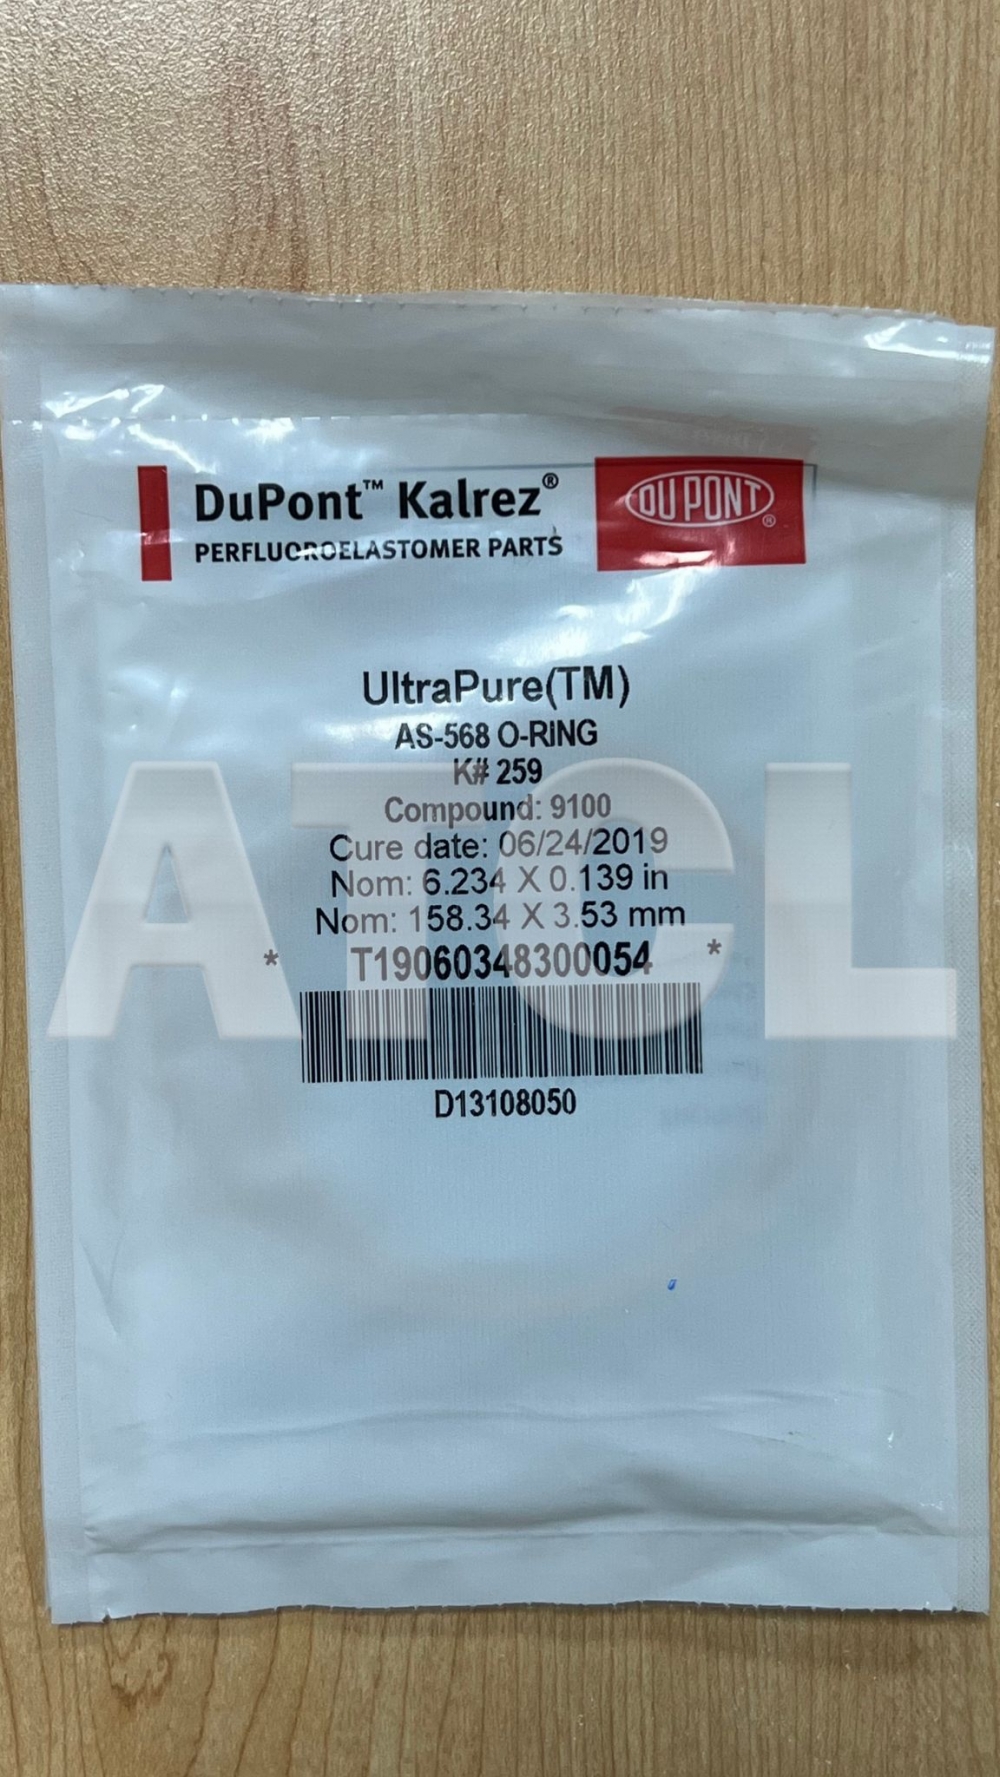 DuPont™ Kalrez®
PERFLUOROELASTOMER PARTS
DU PONT®
UltraPure(TM)
AS-568 O-RING
K# 259
Compound: 9100
Cure date: 06/24/2019
Nom: 6.234 X 0.139 in
Nom: 158.34 X 3.53 mm
* T19060348300054 *
D13108050
ATCL